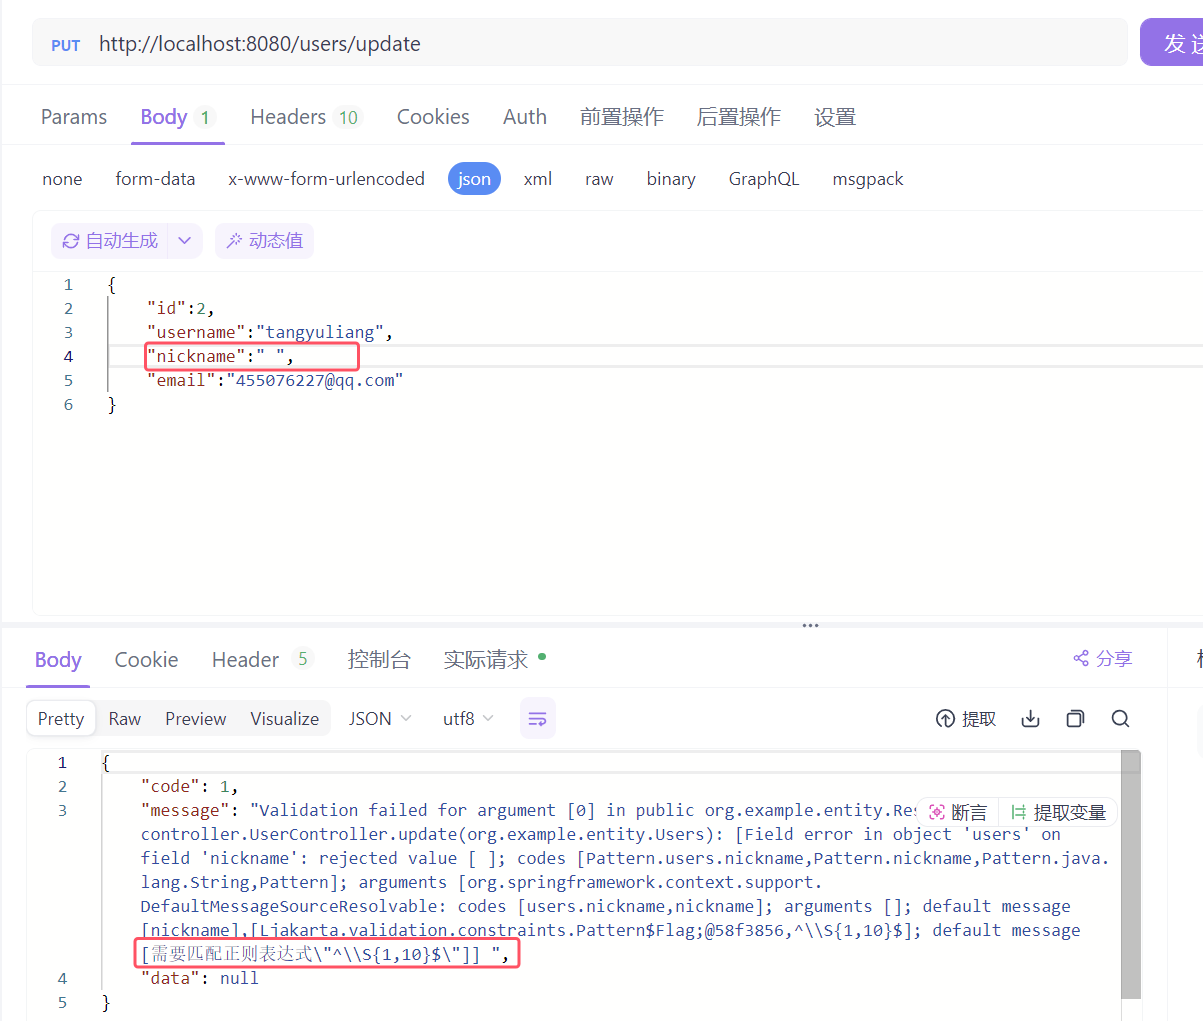 PUT http://localhost:8080/users/update
发 送
Params Body 1 Headers 10 Cookies Auth 前置操作 后置操作 设置
none form-data x-www-form-urlencoded json xml raw binary GraphQL msgpack
自动生成 动态值
1 {
2 "id":2,
3 "username":"tangyuliang",
4 "nickname":" ",
5 "email":"455076227@qq.com"
6 }
Body Cookie Header 5 控制台 实际请求 分享
Pretty Raw Preview Visualize JSON utf8 提取
1 {
2 "code": 1,
3 "message": "Validation failed for argument [0] in public org.example.entity.Res 断言 提取变量
controller.UserController.update(org.example.entity.Users): [Field error in object 'users' on
field 'nickname': rejected value [ ]; codes [Pattern.users.nickname,Pattern.nickname,Pattern.java.
lang.String,Pattern]; arguments [org.springframework.context.support.
DefaultMessageSourceResolvable: codes [users.nickname,nickname]; arguments []; default message
[nickname],[Ljakarta.validation.constraints.Pattern$Flag;@58f3856,^\\S{1,10}$]; default message
[需要匹配正则表达式\"^\\S{1,10}$\"]] ",
4 "data": null
5 }